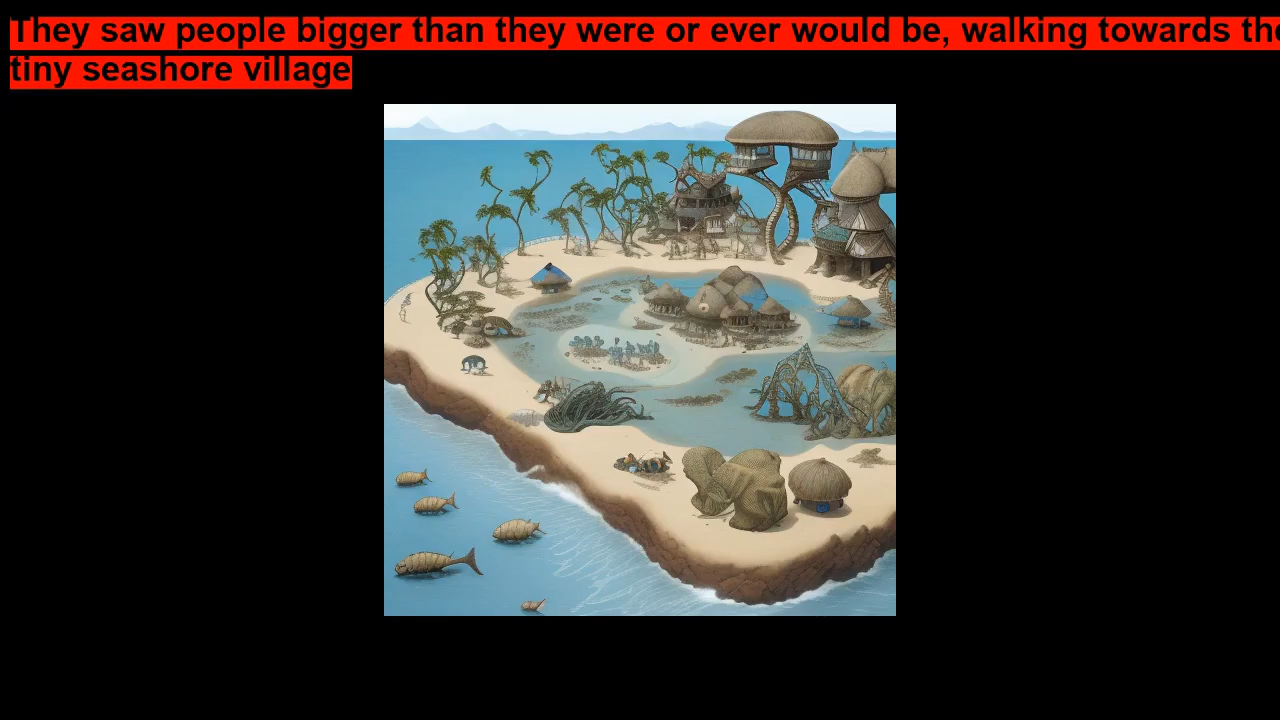 They saw people bigger than they were or ever would be, walking towards the
tiny seashore village